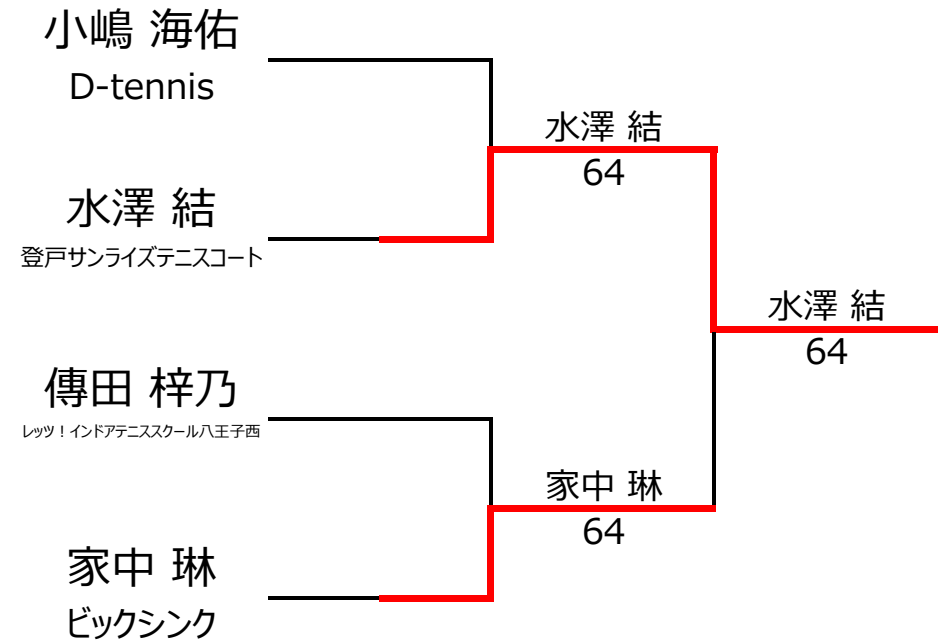 小嶋 海佑
D-tennis
水澤 結
64
水澤 結
登戸サンライズテニスコート
水澤 結
64
傳田 梓乃
レッツ！インドアテニススクール八王子西
家中 琳
64
家中 琳
ビックシンク